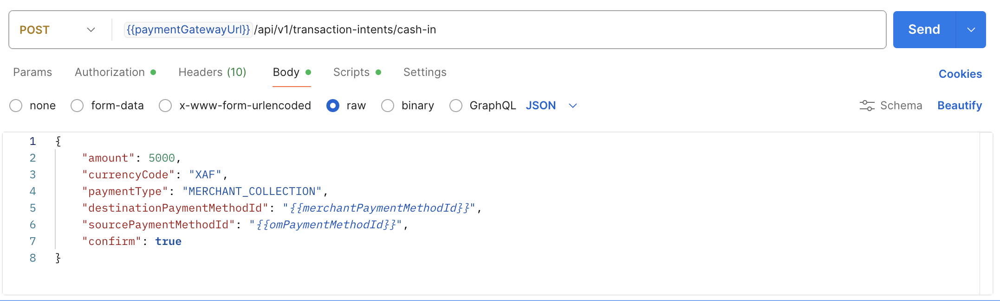 POST {{paymentGatewayUrl}}/api/v1/transaction-intents/cash-in Send
Params Authorization Headers (10) Body Scripts Settings Cookies
none form-data x-www-form-urlencoded raw binary GraphQL JSON Schema Beautify
1 {
2 "amount": 5000,
3 "currencyCode": "XAF",
4 "paymentType": "MERCHANT_COLLECTION",
5 "destinationPaymentMethodId": "{{merchantPaymentMethodId}}",
6 "sourcePaymentMethodId": "{{omPaymentMethodId}}",
7 "confirm": true
8 }